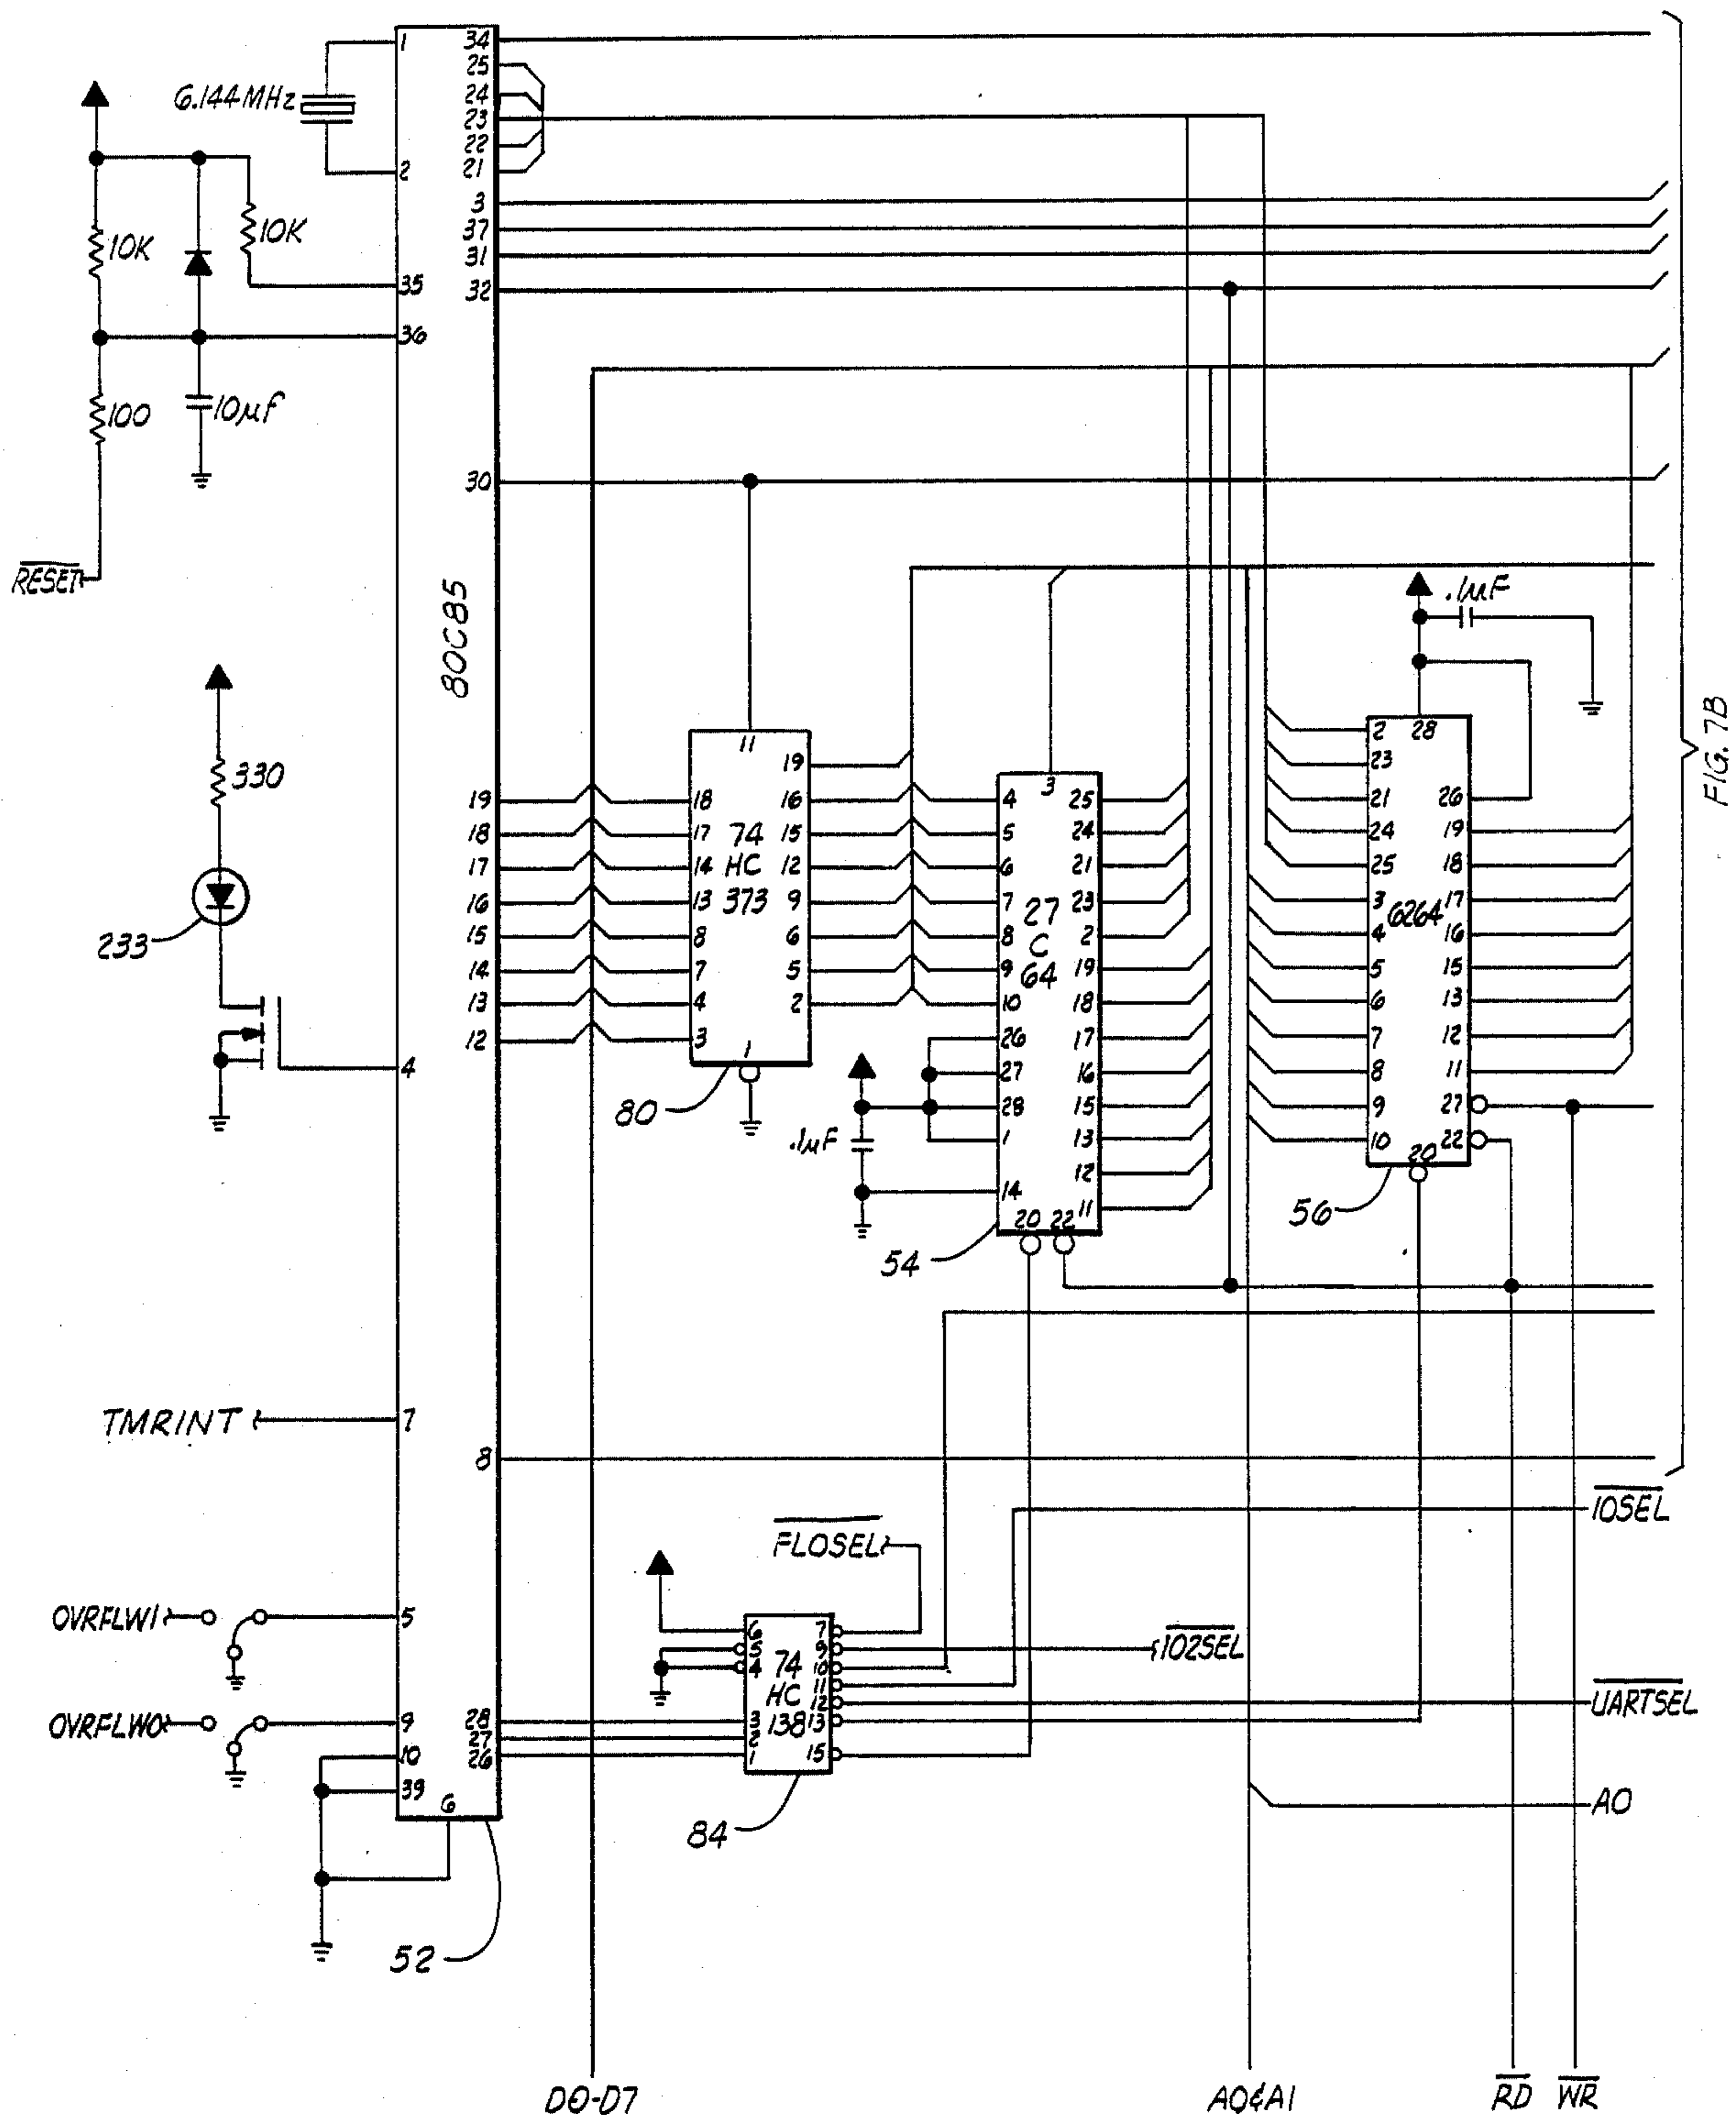 1 34
25
6.144MHz 24
23
22
2 21
3
10K 10K 37
31
35 32
36
100 10µF
30
RESET
80C85
.1µF
FIG. 7B
330
233
4
19
18
17
16
15
14
13
12
11
19
18 16
17 74 15
14 HC 12
13 373 9
8 6
7 5
4 2
3
1
80
3
4 25
5 24
6 21
7 27 23
8 C 2
9 64 19
10 18
26 17
27 16
28 15
1 13
12
14 11
20 22
.1µF
54
2 28
23
21 26
24 19
25 18
3 6264 17
4 16
5 15
6 13
7 12
8 11
9 27
10 22
20
56
TMRINT 7
8
IOSEL
FLOSEL
OVRFLW1 5
6 7
5 74 9
4 HC 10
11
12
3 138 13
2
1 15
IO2SEL
UARTSEL
OVRFLW0 9 28
27
10 26
39
6
84
A0
52
D0-D7 A0&A1 RD WR